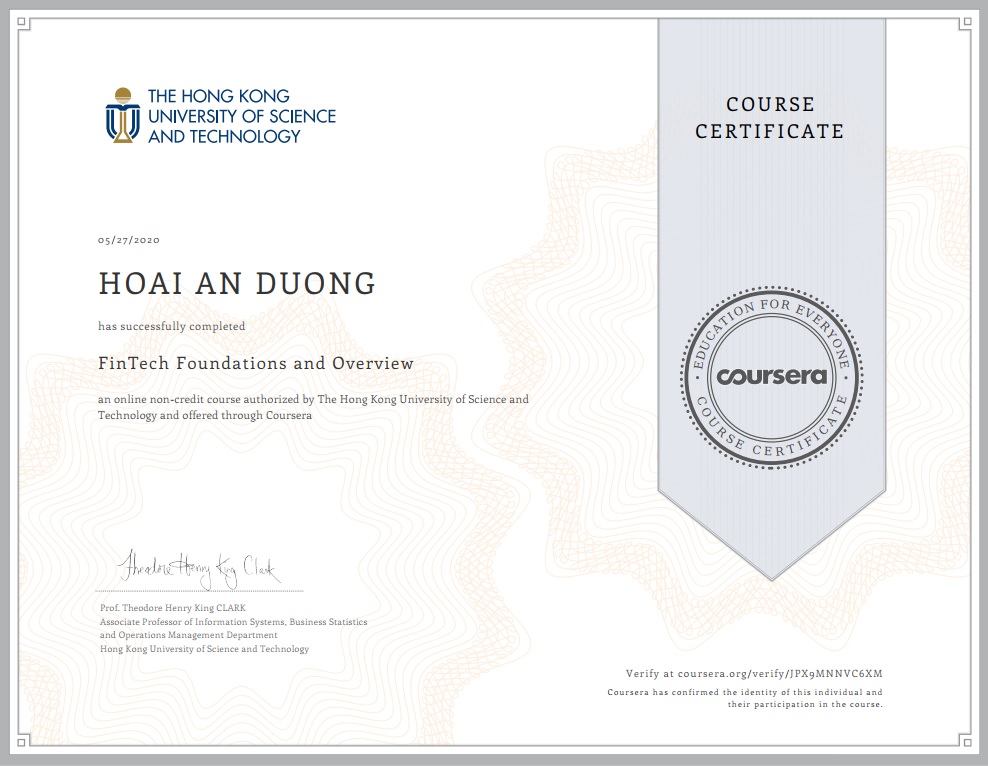 THE HONG KONG
UNIVERSITY OF SCIENCE
AND TECHNOLOGY
COURSE
CERTIFICATE
05/27/2020
HOAI AN DUONG
has successfully completed
FinTech Foundations and Overview
an online non-credit course authorized by The Hong Kong University of Science and
Technology and offered through Coursera
EDUCATION FOR EVERYONE
coursera
COURSE CERTIFICATE
Theodore Henry King Clark
Prof. Theodore Henry King CLARK
Associate Professor of Information Systems, Business Statistics
and Operations Management Department
Hong Kong University of Science and Technology
Verify at coursera.org/verify/JPX9MNNVC6XM
Coursera has confirmed the identity of this individual and
their participation in the course.